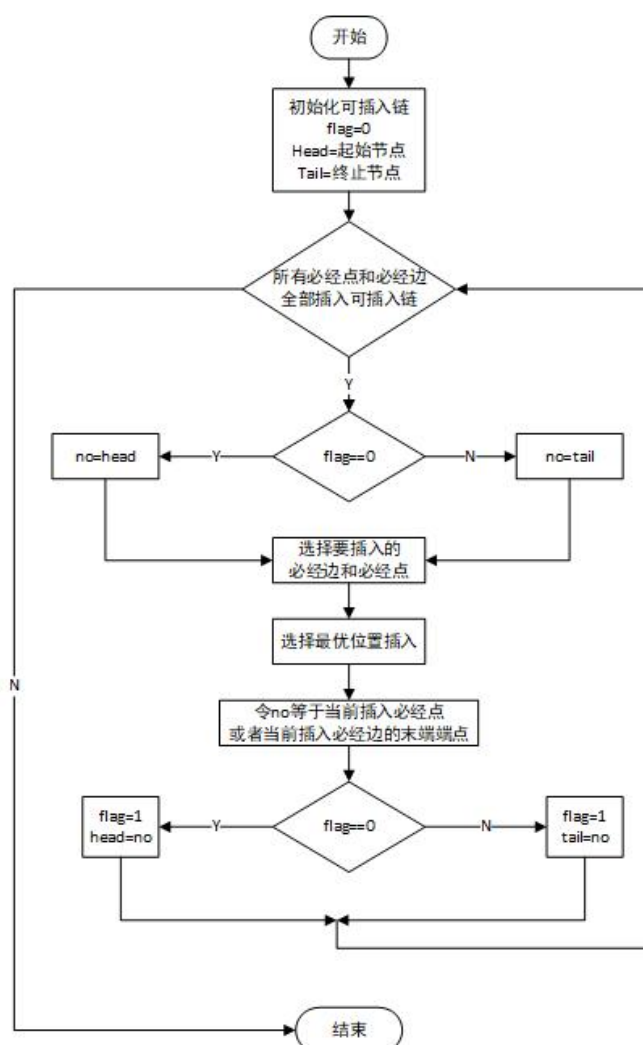 开始
初始化可插入链
flag=0
Head=起始节点
Tail=终止节点
所有必经点和必经边
全部插入可插入链
Y
no=head
Y
flag==0
N
no=tail
选择要插入的
必经边和必经点
选择最优位置插入
N
令no等于当前插入必经点
或者当前插入必经边的末端端点
flag=1
head=no
Y
flag==0
N
flag=1
tail=no
结束